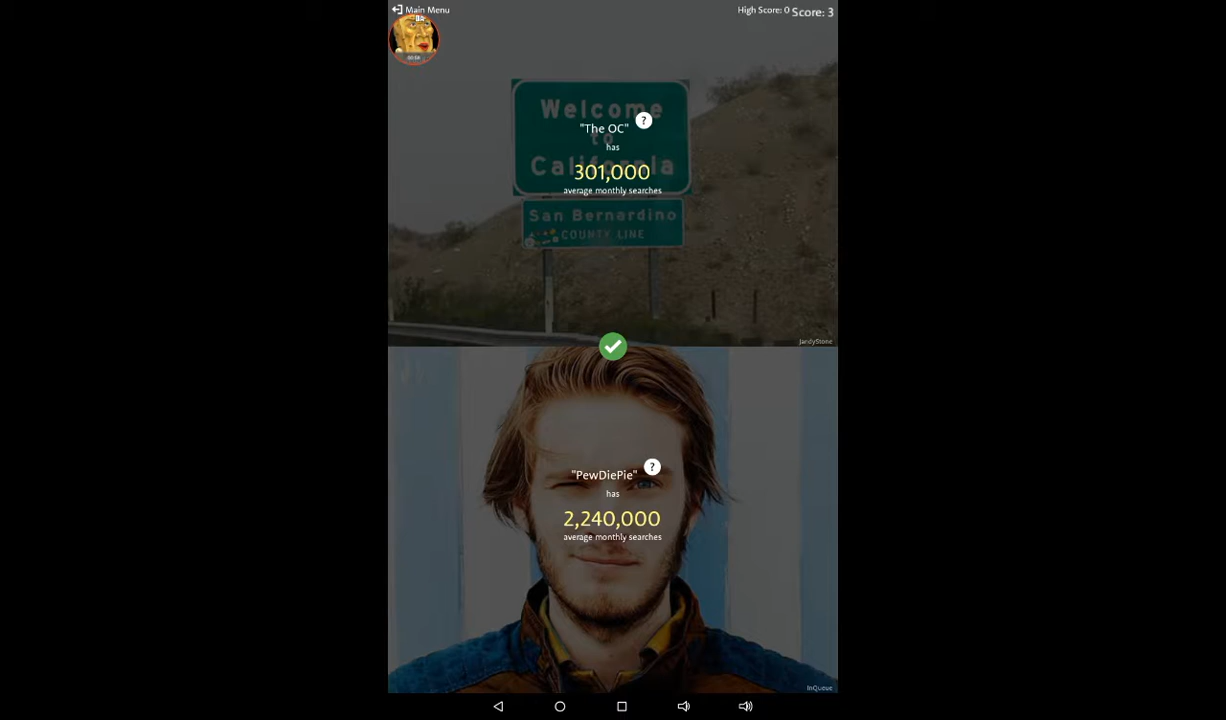 Main Menu
High Score: 0 Score: 3
Welcome
to
California
"The OC" ?
has
301,000
average monthly searches
San Bernardino
COUNTY LINE
JandyStone
"PewDiePie" ?
has
2,240,000
average monthly searches
InQueue